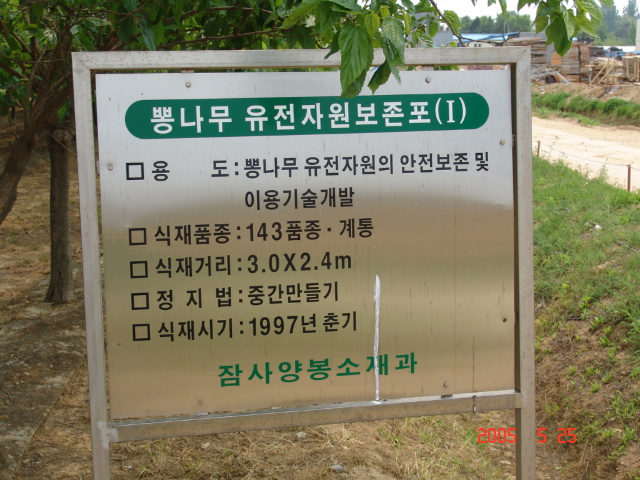 뽕나무 유전자원보존포(I)
□ 용 도 : 뽕나무 유전자원의 안전보존 및
이용기술개발
□ 식재품종 : 143품종 · 계통
□ 식재거리 : 3.0X2.4m
□ 정 지 법 : 중간만들기
□ 식재시기 : 1997년 춘기
잠사양봉소재과
2005 5 25